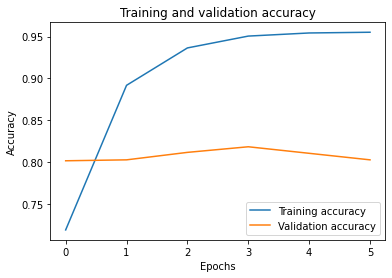 Training and validation accuracy
Accuracy
0.95
0.90
0.85
0.80
0.75
Training accuracy
Validation accuracy
0 1 2 3 4 5
Epochs